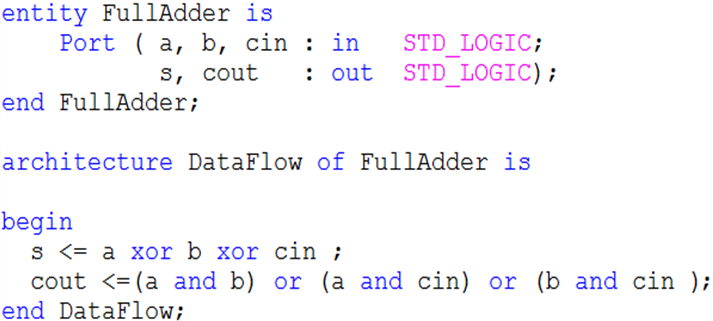 entity FullAdder is
Port ( a, b, cin : in STD_LOGIC;
s, cout : out STD_LOGIC);
end FullAdder;
architecture DataFlow of FullAdder is
begin
s <= a xor b xor cin ;
cout <=(a and b) or (a and cin) or (b and cin );
end DataFlow;